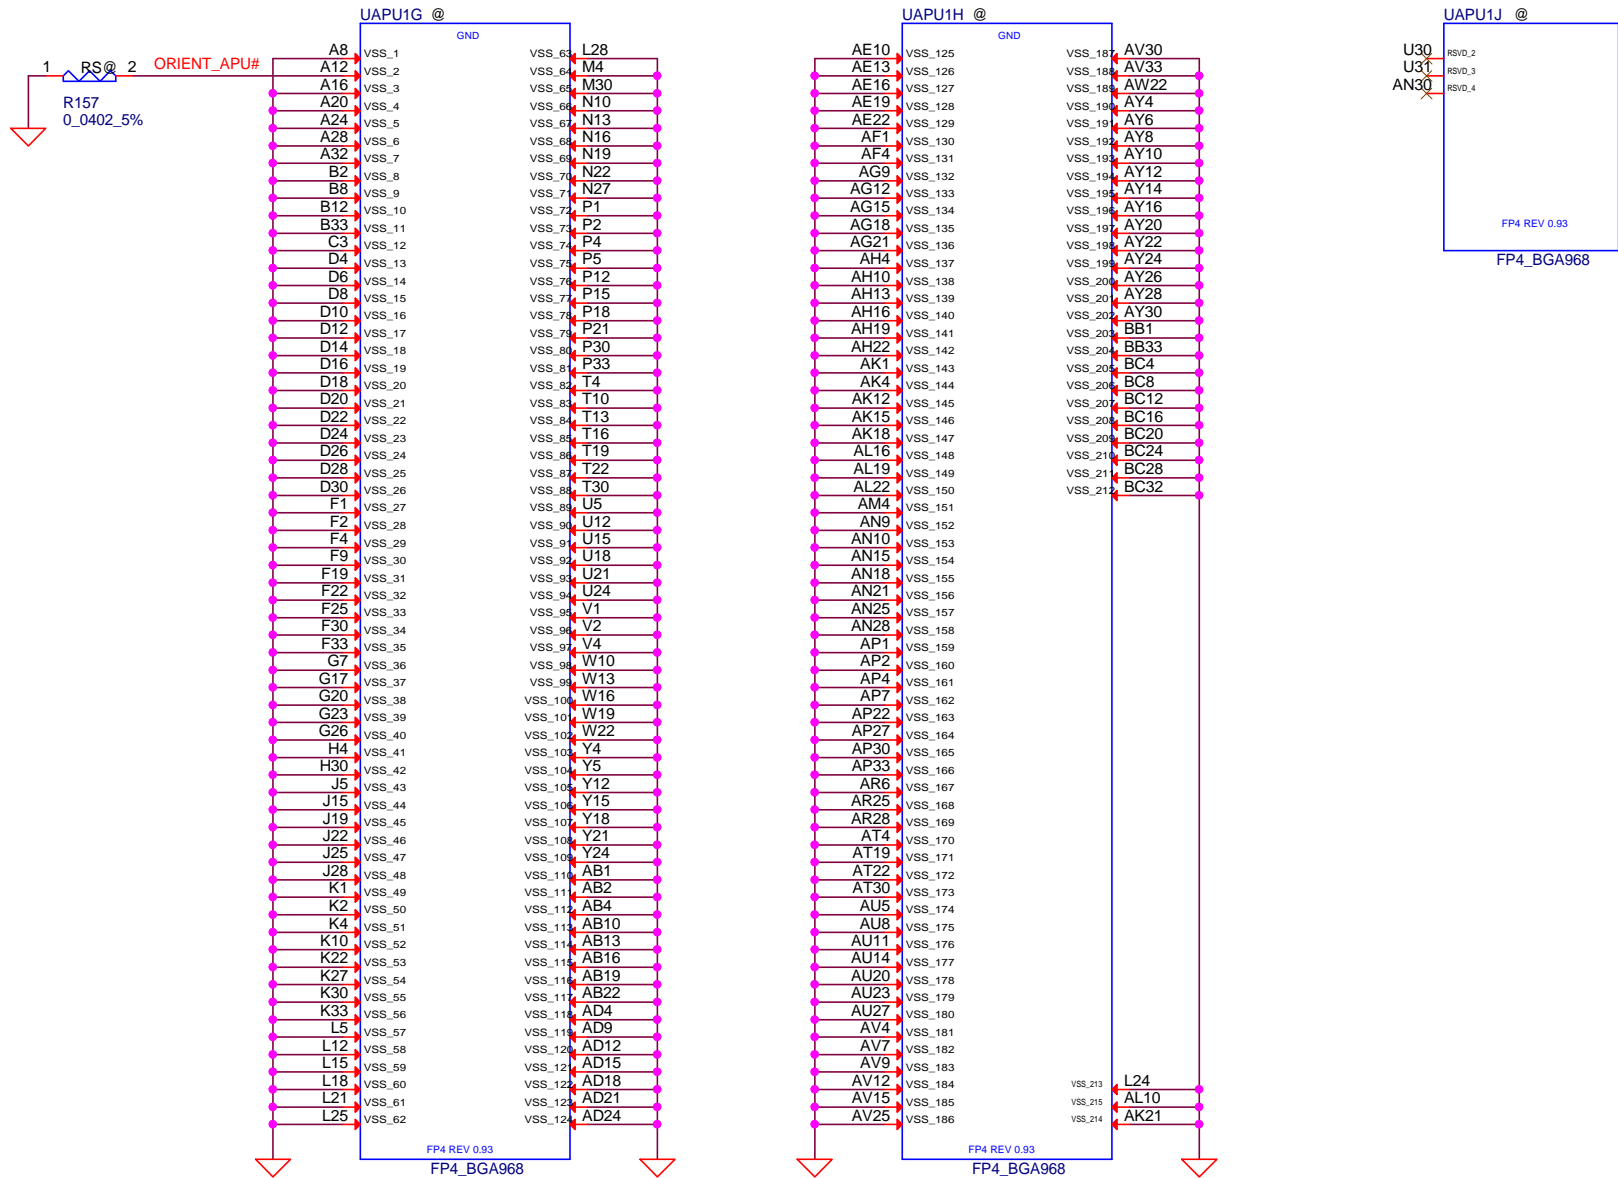 UAPU1G @
GND
1 RS@ 2 ORIENT_APU#
R157
0_0402_5%
A8 VSS_1 VSS_63 L28
A12 VSS_2 VSS_64 M4
A16 VSS_3 VSS_65 M30
A20 VSS_4 VSS_66 N10
A24 VSS_5 VSS_67 N13
A28 VSS_6 VSS_68 N16
A32 VSS_7 VSS_69 N19
B2 VSS_8 VSS_70 N22
B8 VSS_9 VSS_71 N27
B12 VSS_10 VSS_72 P1
B33 VSS_11 VSS_73 P2
C3 VSS_12 VSS_74 P4
D4 VSS_13 VSS_75 P5
D6 VSS_14 VSS_76 P12
D8 VSS_15 VSS_77 P15
D10 VSS_16 VSS_78 P18
D12 VSS_17 VSS_79 P21
D14 VSS_18 VSS_80 P30
D16 VSS_19 VSS_81 P33
D18 VSS_20 VSS_82 T4
D20 VSS_21 VSS_83 T10
D22 VSS_22 VSS_84 T13
D24 VSS_23 VSS_85 T16
D26 VSS_24 VSS_86 T19
D28 VSS_25 VSS_87 T22
D30 VSS_26 VSS_88 T30
F1 VSS_27 VSS_89 U5
F2 VSS_28 VSS_90 U12
F4 VSS_29 VSS_91 U15
F9 VSS_30 VSS_92 U18
F19 VSS_31 VSS_93 U21
F22 VSS_32 VSS_94 U24
F25 VSS_33 VSS_95 V1
F30 VSS_34 VSS_96 V2
F33 VSS_35 VSS_97 V4
G7 VSS_36 VSS_98 W10
G17 VSS_37 VSS_99 W13
G20 VSS_38 VSS_100 W16
G23 VSS_39 VSS_101 W19
G26 VSS_40 VSS_102 W22
H4 VSS_41 VSS_103 Y4
H30 VSS_42 VSS_104 Y5
J5 VSS_43 VSS_105 Y12
J15 VSS_44 VSS_106 Y15
J19 VSS_45 VSS_107 Y18
J22 VSS_46 VSS_108 Y21
J25 VSS_47 VSS_109 Y24
J28 VSS_48 VSS_110 AB1
K1 VSS_49 VSS_111 AB2
K2 VSS_50 VSS_112 AB4
K4 VSS_51 VSS_113 AB10
K10 VSS_52 VSS_114 AB13
K22 VSS_53 VSS_115 AB16
K27 VSS_54 VSS_116 AB19
K30 VSS_55 VSS_117 AB22
K33 VSS_56 VSS_118 AD4
L5 VSS_57 VSS_119 AD9
L12 VSS_58 VSS_120 AD12
L15 VSS_59 VSS_121 AD15
L18 VSS_60 VSS_122 AD18
L21 VSS_61 VSS_123 AD21
L25 VSS_62 VSS_124 AD24
FP4 REV 0.93
FP4_BGA968
UAPU1H @
GND
AE10 VSS_125 VSS_187 AV30
AE13 VSS_126 VSS_188 AV33
AE16 VSS_127 VSS_189 AW22
AE19 VSS_128 VSS_190 AY4
AE22 VSS_129 VSS_191 AY6
AF1 VSS_130 VSS_192 AY8
AF4 VSS_131 VSS_193 AY10
AG9 VSS_132 VSS_194 AY12
AG12 VSS_133 VSS_195 AY14
AG15 VSS_134 VSS_196 AY16
AG18 VSS_135 VSS_197 AY20
AG21 VSS_136 VSS_198 AY22
AH4 VSS_137 VSS_199 AY24
AH10 VSS_138 VSS_200 AY26
AH13 VSS_139 VSS_201 AY28
AH16 VSS_140 VSS_202 AY30
AH19 VSS_141 VSS_203 BB1
AH22 VSS_142 VSS_204 BB33
AK1 VSS_143 VSS_205 BC4
AK4 VSS_144 VSS_206 BC8
AK12 VSS_145 VSS_207 BC12
AK15 VSS_146 VSS_208 BC16
AK18 VSS_147 VSS_209 BC20
AL16 VSS_148 VSS_210 BC24
AL19 VSS_149 VSS_211 BC28
AL22 VSS_150 VSS_212 BC32
AM4 VSS_151
AN9 VSS_152
AN10 VSS_153
AN15 VSS_154
AN18 VSS_155
AN21 VSS_156
AN25 VSS_157
AN28 VSS_158
AP1 VSS_159
AP2 VSS_160
AP4 VSS_161
AP7 VSS_162
AP22 VSS_163
AP27 VSS_164
AP30 VSS_165
AP33 VSS_166
AR6 VSS_167
AR25 VSS_168
AR28 VSS_169
AT4 VSS_170
AT19 VSS_171
AT22 VSS_172
AT30 VSS_173
AU5 VSS_174
AU8 VSS_175
AU11 VSS_176
AU14 VSS_177
AU20 VSS_178
AU23 VSS_179
AU27 VSS_180
AV4 VSS_181
AV7 VSS_182
AV9 VSS_183
AV12 VSS_184 VSS_213 L24
AV15 VSS_185 VSS_215 AL10
AV25 VSS_186 VSS_214 AK21
FP4 REV 0.93
FP4_BGA968
UAPU1J @
U30 RSVD_2
U31 RSVD_3
AN30 RSVD_4
FP4 REV 0.93
FP4_BGA968